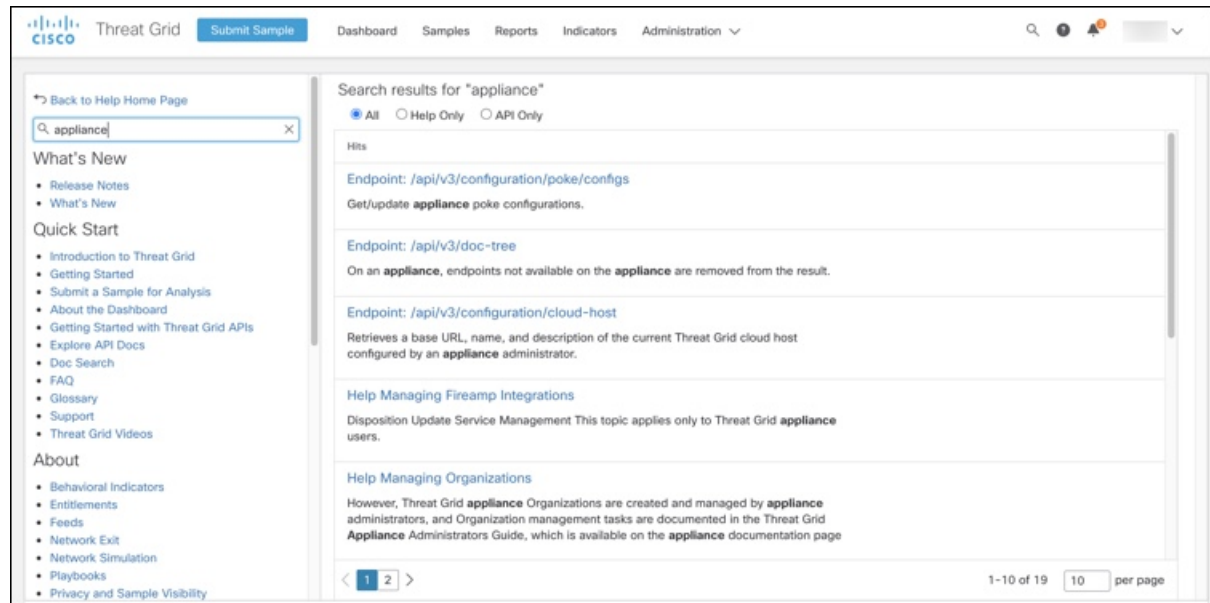 CISCO
Threat Grid
Submit Sample
Dashboard
Samples
Reports
Indicators
Administration
3
Back to Help Home Page
appliance
What's New
• Release Notes
• What's New
Quick Start
• Introduction to Threat Grid
• Getting Started
• Submit a Sample for Analysis
• About the Dashboard
• Getting Started with Threat Grid APIs
• Explore API Docs
• Doc Search
• FAQ
• Glossary
• Support
• Threat Grid Videos
About
• Behavioral Indicators
• Entitlements
• Feeds
• Network Exit
• Network Simulation
• Playbooks
• Privacy and Sample Visibility
Search results for "appliance"
All Help Only API Only
Hits
Endpoint: /api/v3/configuration/poke/configs
Get/update appliance poke configurations.
Endpoint: /api/v3/doc-tree
On an appliance, endpoints not available on the appliance are removed from the result.
Endpoint: /api/v3/configuration/cloud-host
Retrieves a base URL, name, and description of the current Threat Grid cloud host
configured by an appliance administrator.
Help Managing Fireamp Integrations
Disposition Update Service Management This topic applies only to Threat Grid appliance
users.
Help Managing Organizations
However, Threat Grid appliance Organizations are created and managed by appliance
administrators, and Organization management tasks are documented in the Threat Grid
Appliance Administrators Guide, which is available on the appliance documentation page
1 2
1-10 of 19 10 per page